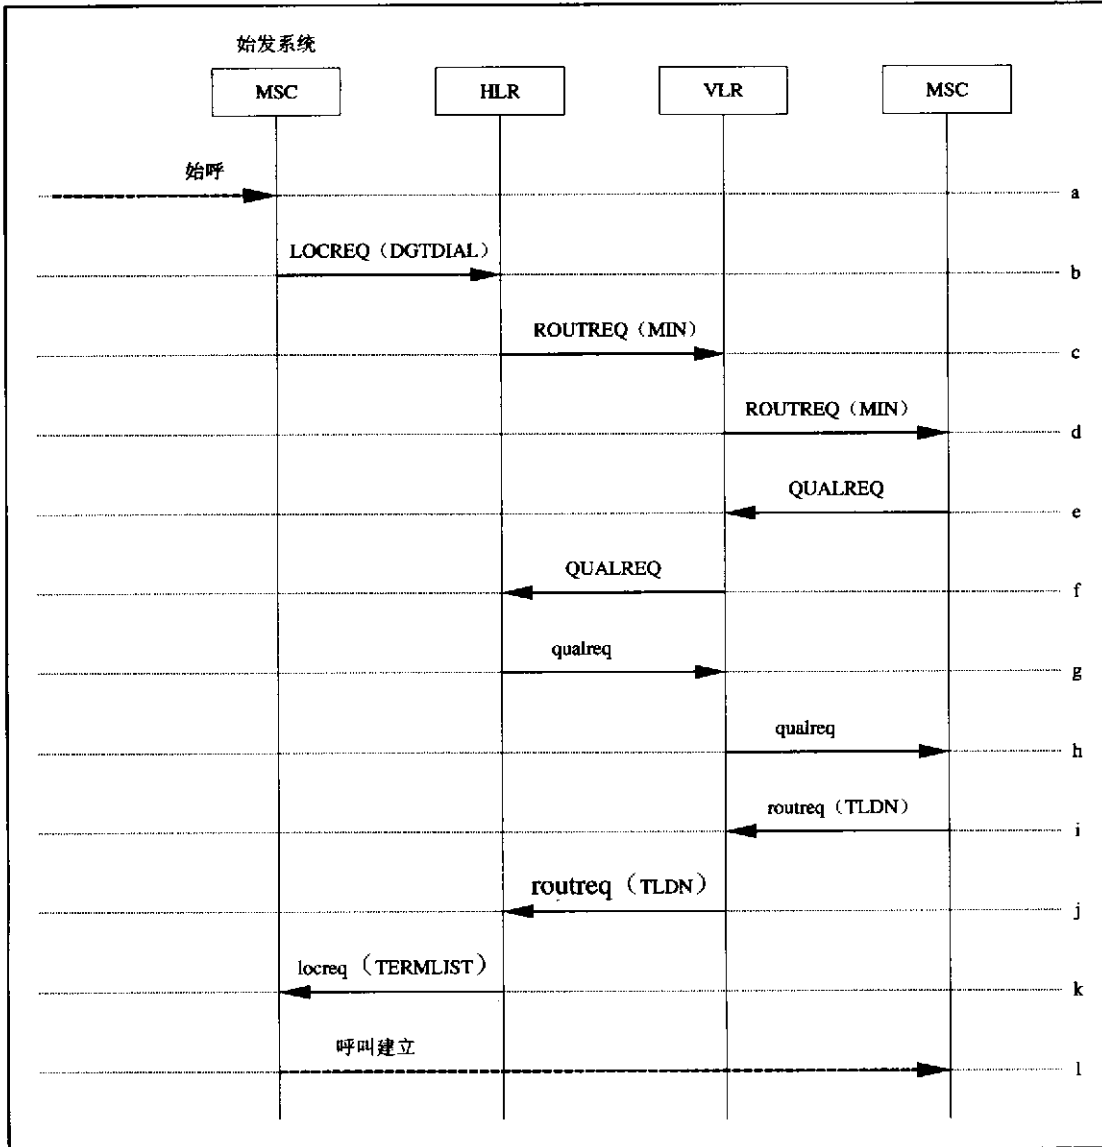 始发系统
MSC HLR VLR MSC
始呼 a
LOCREQ（DGTDIAL） b
ROUTREQ（MIN） c
ROUTREQ（MIN） d
QUALREQ e
QUALREQ f
qualreq g
qualreq h
routreq（TLDN） i
routreq（TLDN） j
locreq（TERMLIST） k
呼叫建立 l